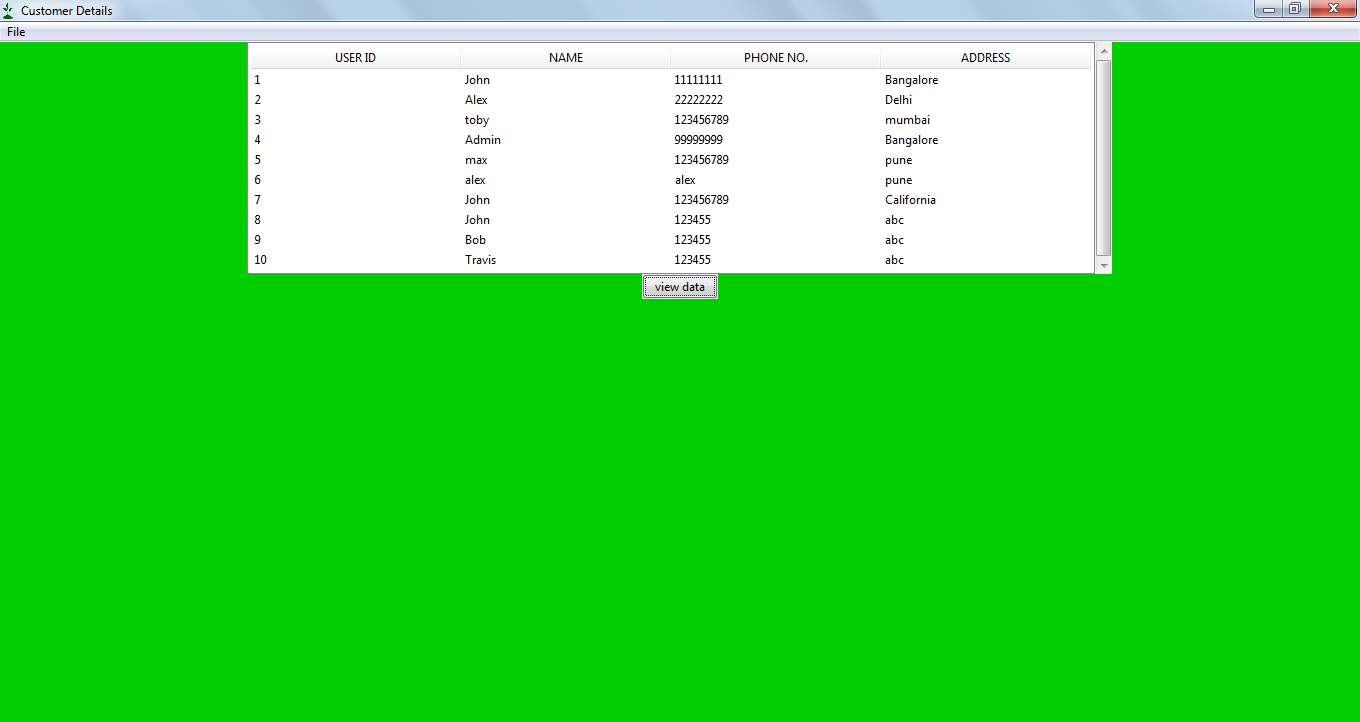 Customer Details
File
USER ID NAME PHONE NO. ADDRESS
1 John 11111111 Bangalore
2 Alex 22222222 Delhi
3 toby 123456789 mumbai
4 Admin 99999999 Bangalore
5 max 123456789 pune
6 alex alex pune
7 John 123456789 California
8 John 123455 abc
9 Bob 123455 abc
10 Travis 123455 abc
view data